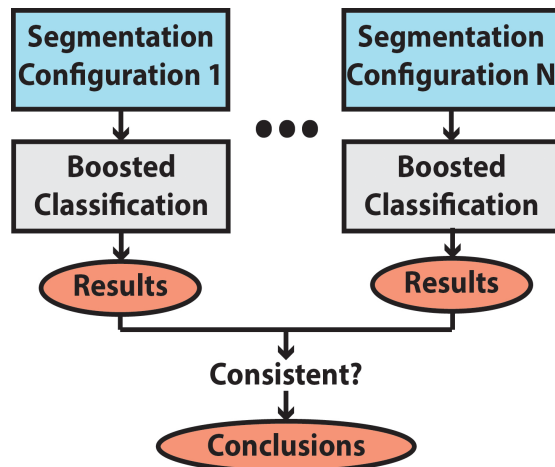 Segmentation
Configuration 1
Segmentation
Configuration N
Boosted
Classification
Boosted
Classification
Results
Results
Consistent?
Conclusions